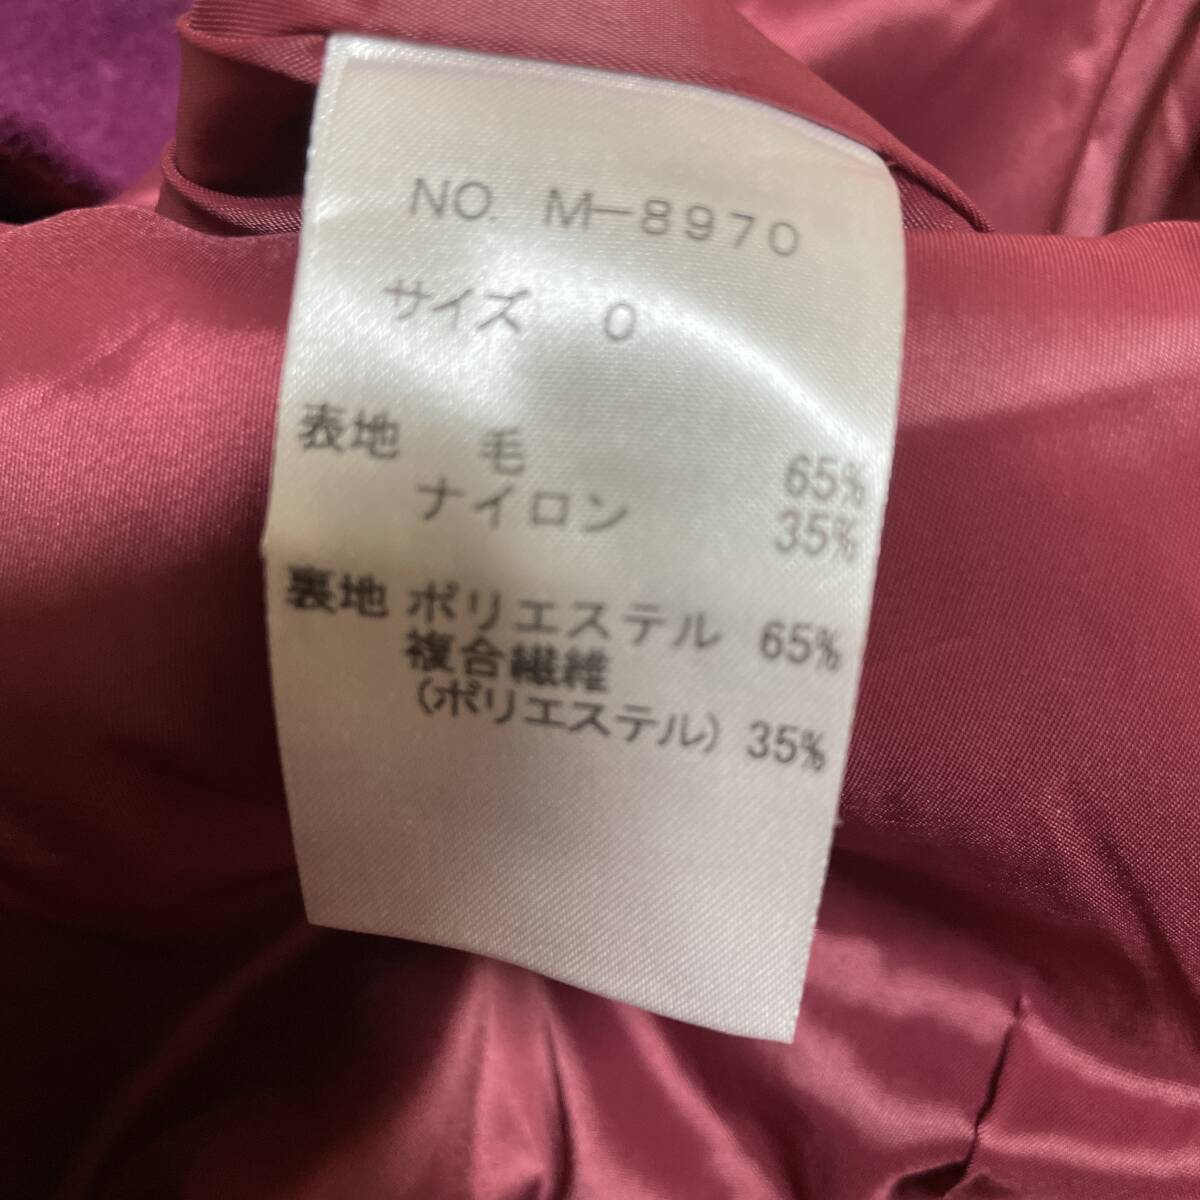 NO. M-8970
サイズ 0
表地 毛 65%
ナイロン 35%
裏地 ポリエステル 65%
複合繊維
(ポリエステル) 35%